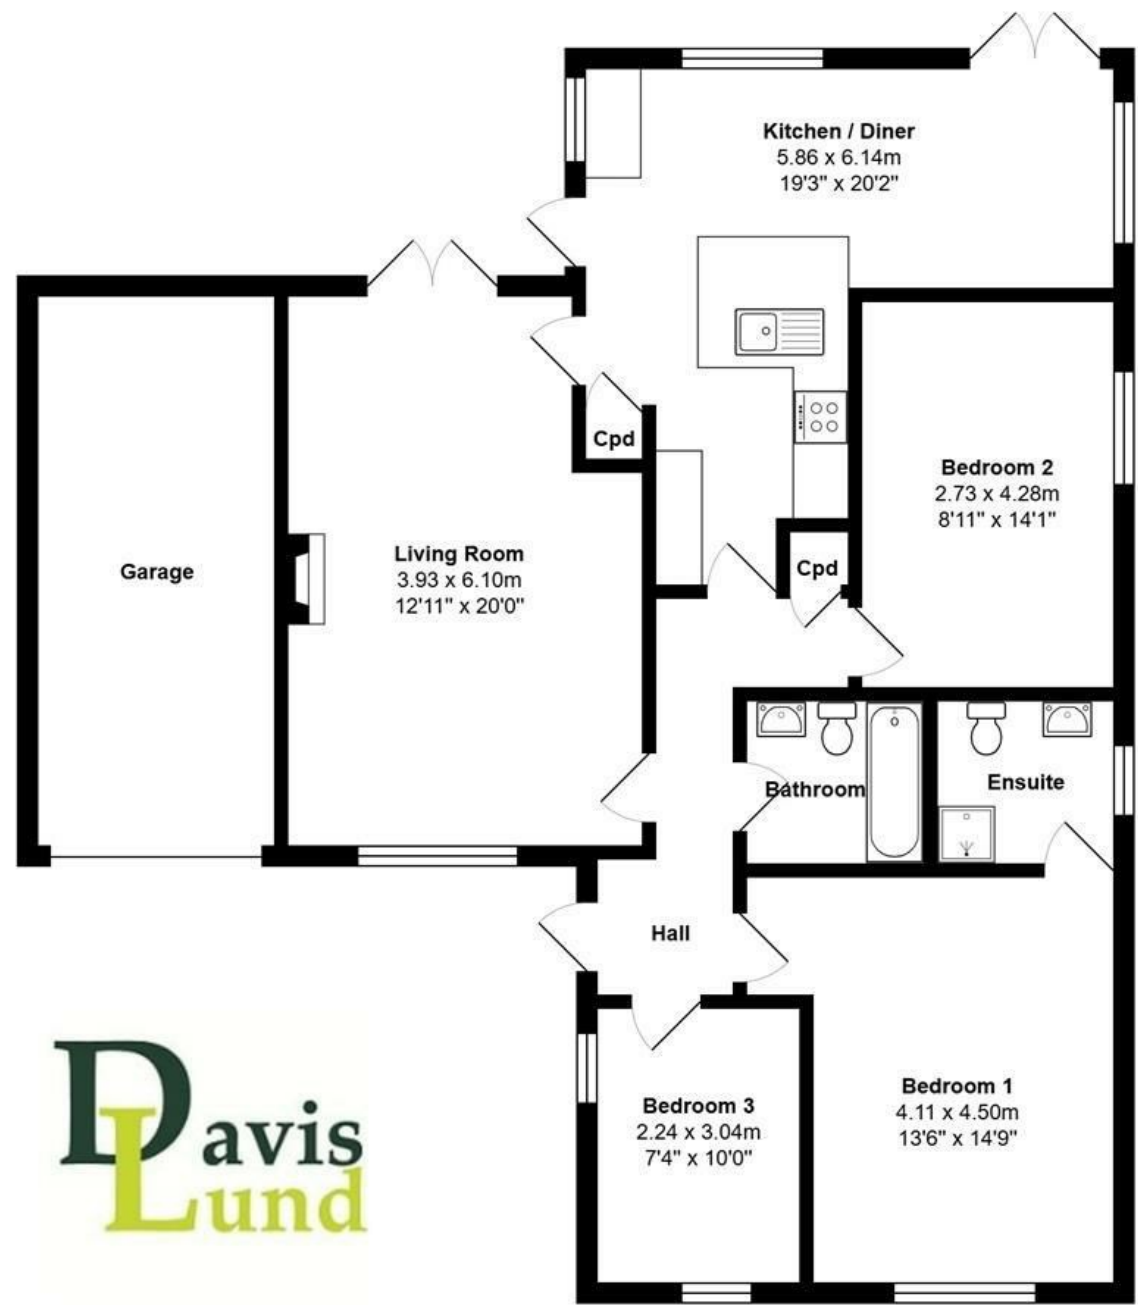 Kitchen / Diner
5.86 x 6.14m
19'3" x 20'2"
Cpd
Bedroom 2
2.73 x 4.28m
8'11" x 14'1"
Living Room
3.93 x 6.10m
12'11" x 20'0"
Garage
Cpd
Bathroom
Ensuite
Hall
Bedroom 1
4.11 x 4.50m
13'6" x 14'9"
Bedroom 3
2.24 x 3.04m
7'4" x 10'0"
Davis
Lund